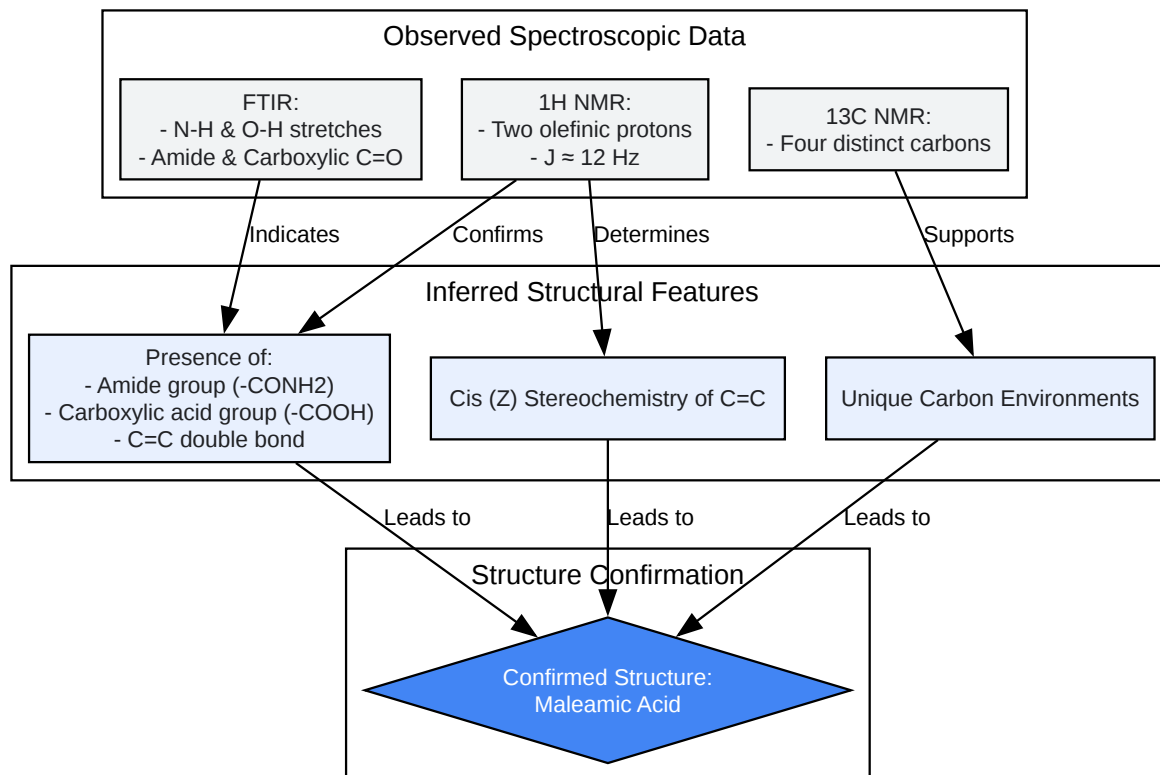 Observed Spectroscopic Data
FTIR:
- N-H & O-H stretches
- Amide & Carboxylic C=O
1H NMR:
- Two olefinic protons
- J ≈ 12 Hz
13C NMR:
- Four distinct carbons
Indicates
Confirms
Determines
Supports
Inferred Structural Features
Presence of:
- Amide group (-CONH2)
- Carboxylic acid group (-COOH)
- C=C double bond
Cis (Z) Stereochemistry of C=C
Unique Carbon Environments
Leads to
Leads to
Leads to
Structure Confirmation
Confirmed Structure:
Maleamic Acid